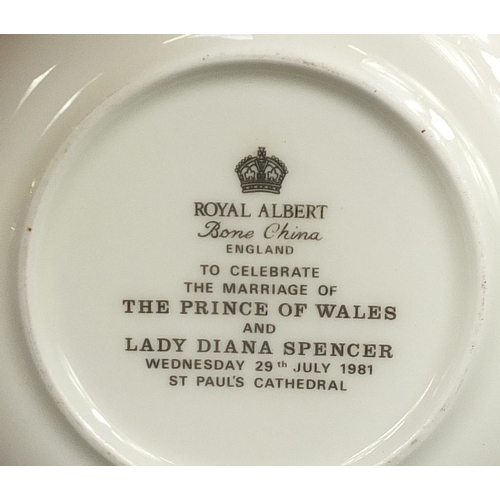 ROYAL ALBERT
Bone China
ENGLAND
TO CELEBRATE
THE MARRIAGE OF
THE PRINCE OF WALES
AND
LADY DIANA SPENCER
WEDNESDAY 29th JULY 1981
ST PAUL'S CATHEDRAL